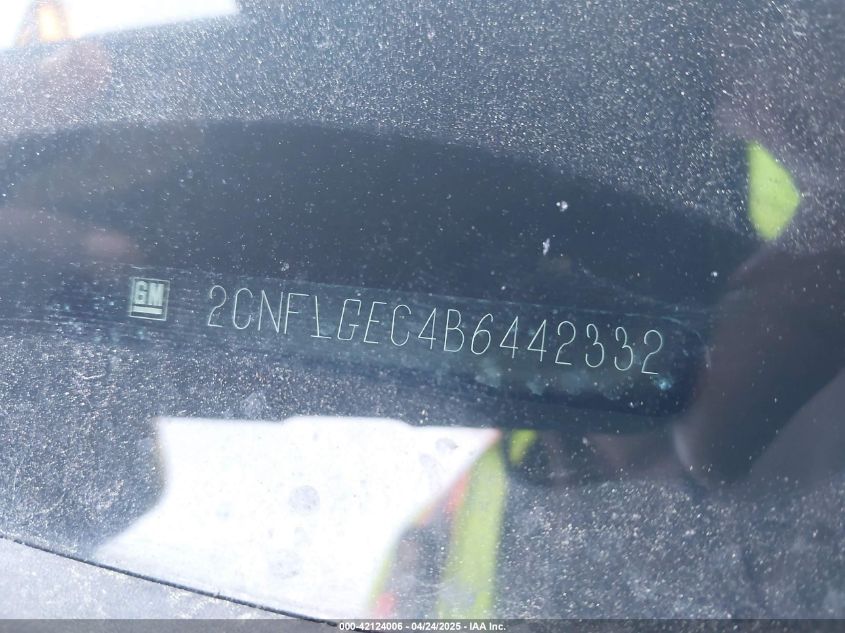 GM 2CNFLGEC4B6442332
000-42124006 - 04/24/2025 - IAA Inc.